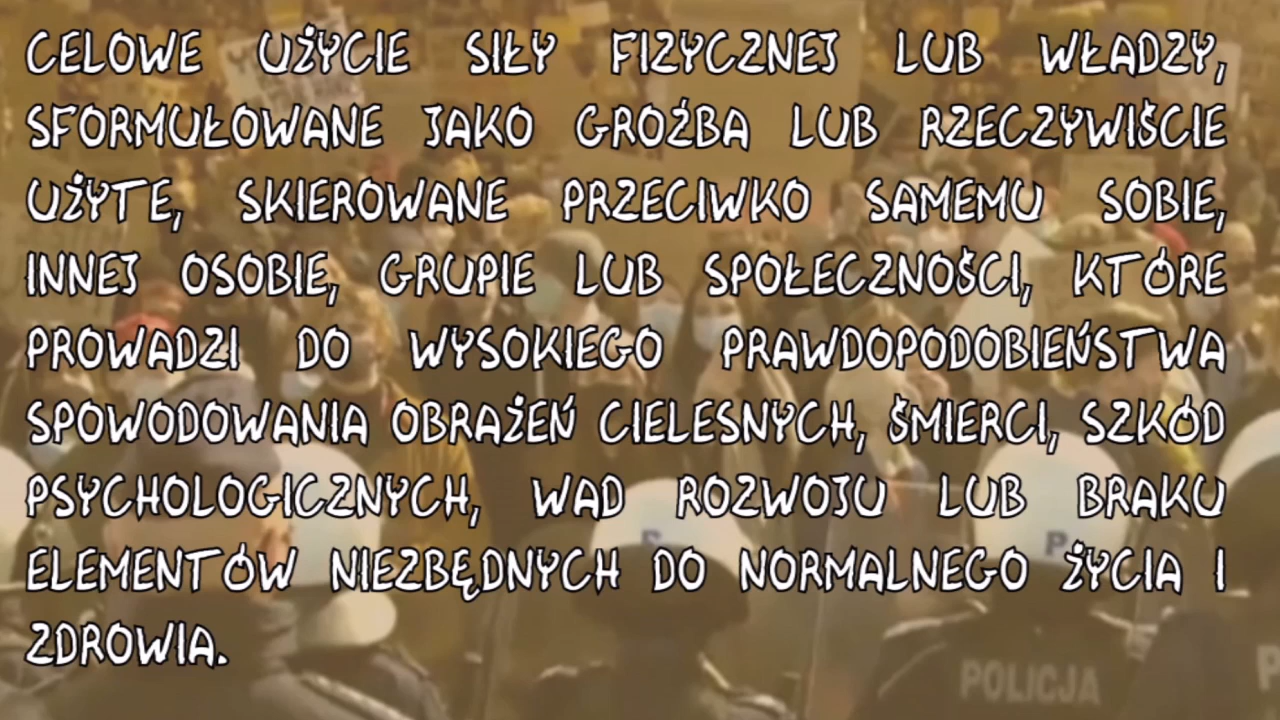 CELOWE UŻYCIE SIŁY FIZYCZNEJ LUB WŁADZY,
SFORMUŁOWANE JAKO GROŹBA LUB RZECZYWIŚCIE
UŻYTE, SKIEROWANE PRZECIWKO SAMEMU SOBIE,
INNEJ OSOBIE, GRUPIE LUB SPOŁECZNOŚCI, KTÓRE
PROWADZI DO WYSOKIEGO PRAWDOPODOBIEŃSTWA
SPOWODOWANIA OBRAŻEŃ CIELESNYCH, ŚMIERCI, SZKÓD
PSYCHOLOGICZNYCH, WAD ROZWOJU LUB BRAKU
ELEMENTÓW NIEZBĘDNYCH DO NORMALNEGO ŻYCIA I
ZDROWIA.
POLICJA